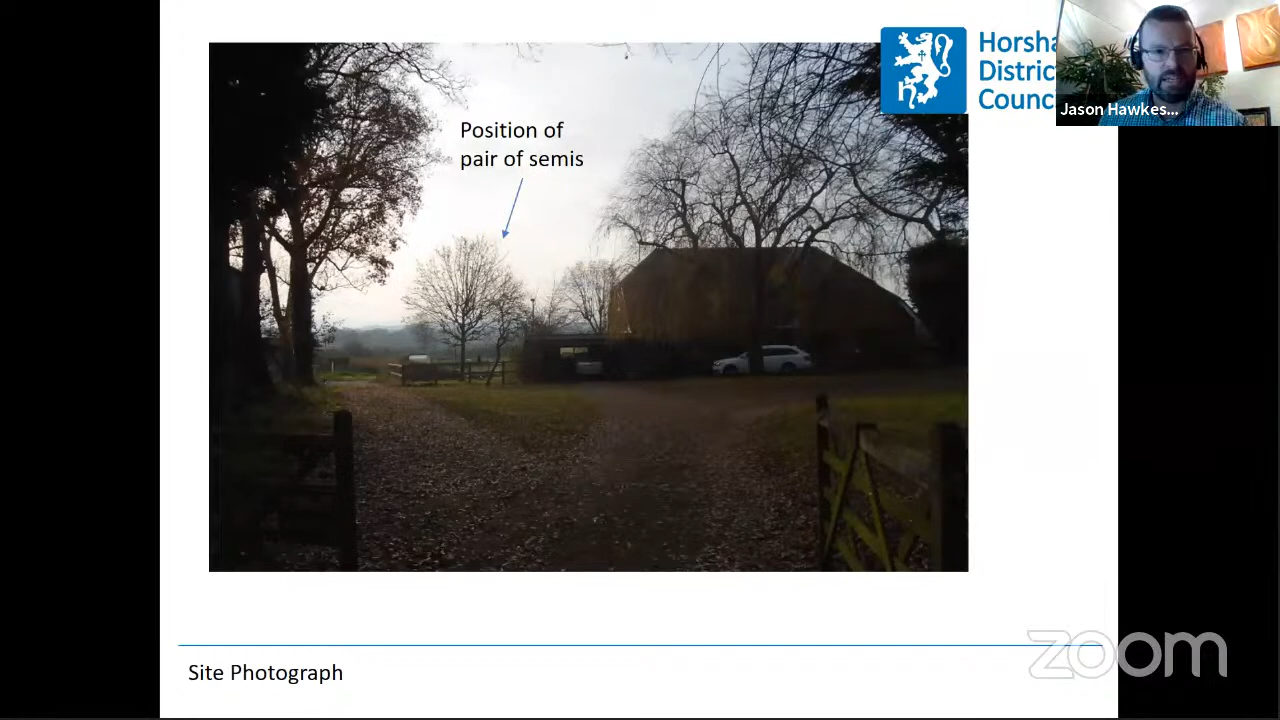 Position of
pair of semis
Horsha
Distric
Counc
Jason Hawkes...
Site Photograph
zoom